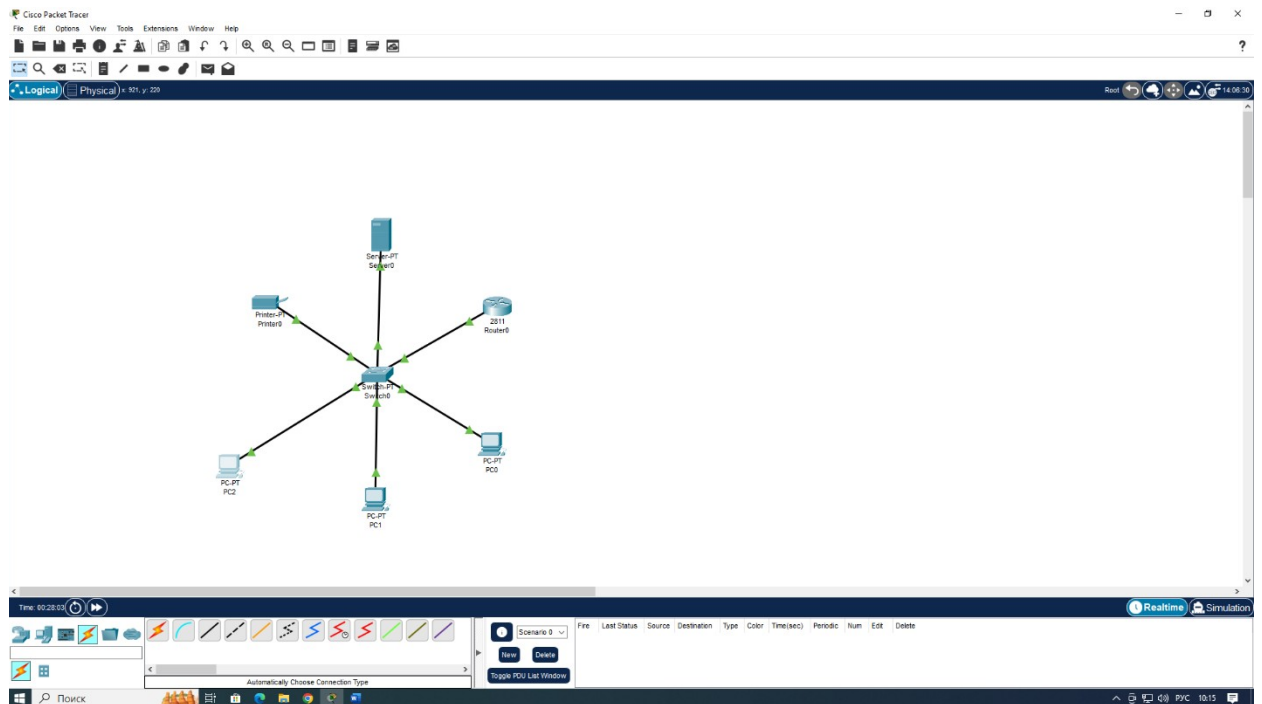 Cisco Packet Tracer
File Edit Options View Tools Extensions Window Help
?
Logical Physical x: 921, y: 220
Root 14:06:30
Server-PT
Server0
Printer-PT
Printer0
2811
Router0
Switch-PT
Switch0
PC-PT
PC0
PC-PT
PC2
PC-PT
PC1
Time: 00:28:03
Realtime Simulation
Scenario 0
Fire Last Status Source Destination Type Color Time(sec) Periodic Num Edit Delete
New Delete
Toggle PDU List Window
Automatically Choose Connection Type
Поиск
РУС 10:15